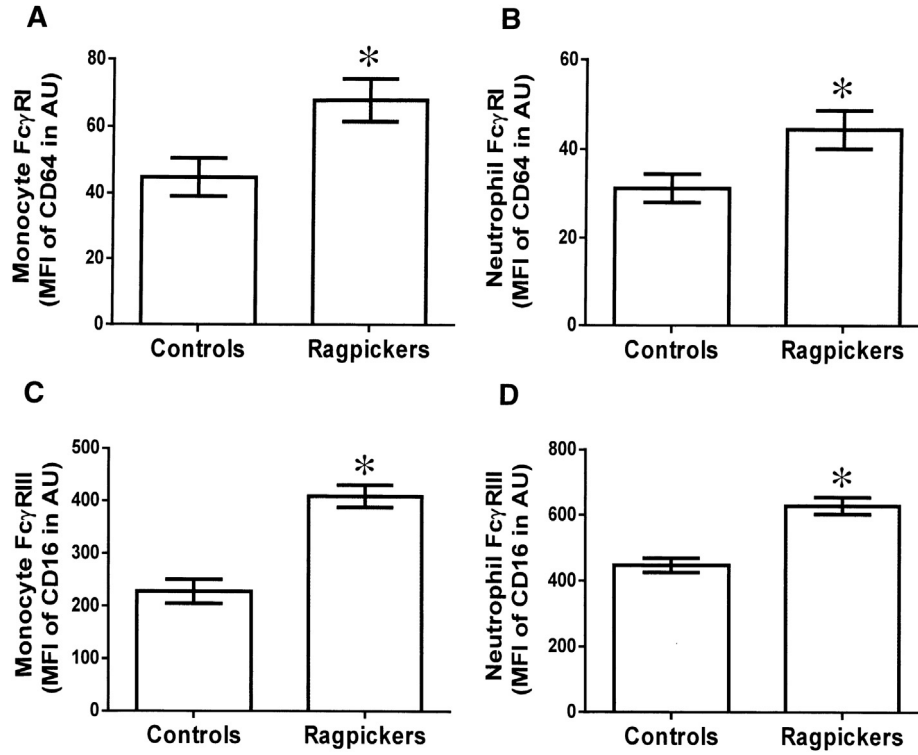 A
Monocyte FcγRI
(MFI of CD64 in AU)
80
60
40
20
0
*
Controls
Ragpickers
B
Neutrophil FcγRI
(MFI of CD64 in AU)
60
40
20
0
*
Controls
Ragpickers
C
Monocyte FcγRIII
(MFI of CD16 in AU)
500
400
300
200
100
0
*
Controls
Ragpickers
D
Neutrophil FcγRIII
(MFI of CD16 in AU)
800
600
400
200
0
*
Controls
Ragpickers